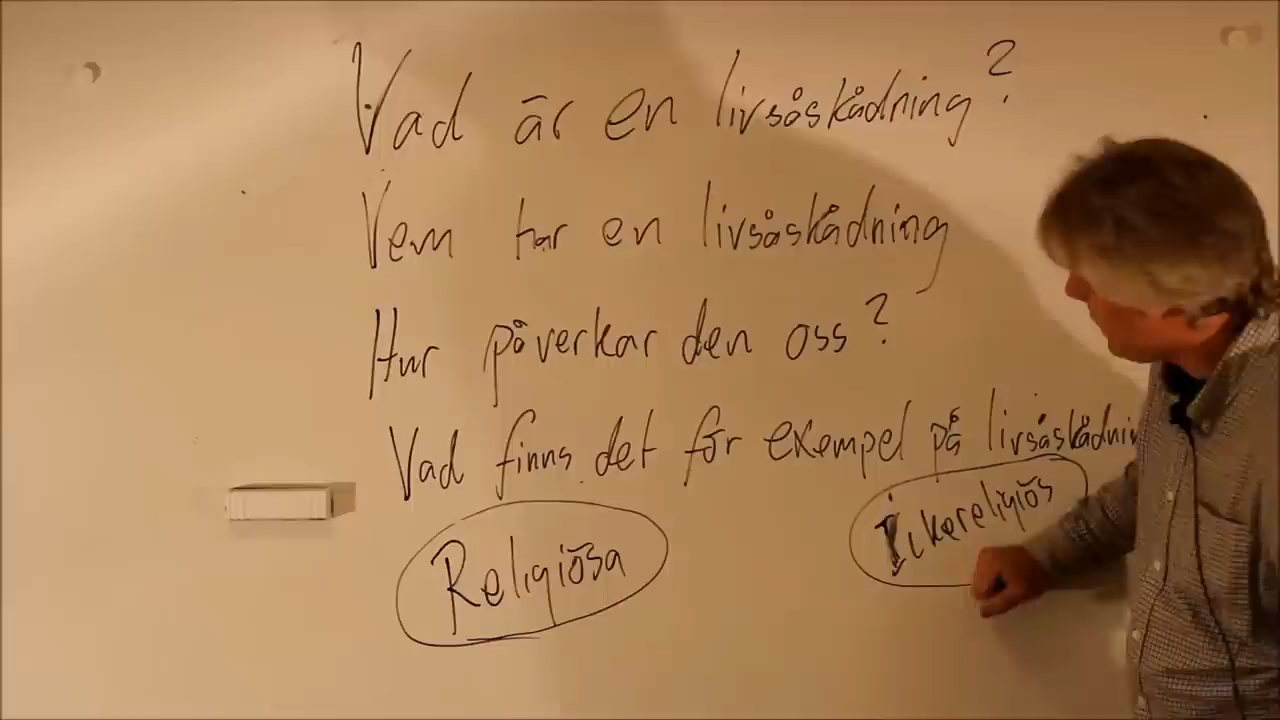 Vad är en livsåskådning?
Vem har en livsåskådning
Hur påverkar den oss?
Vad finns det för exempel på livsåskådnin
Religiösa
Ickereligiös